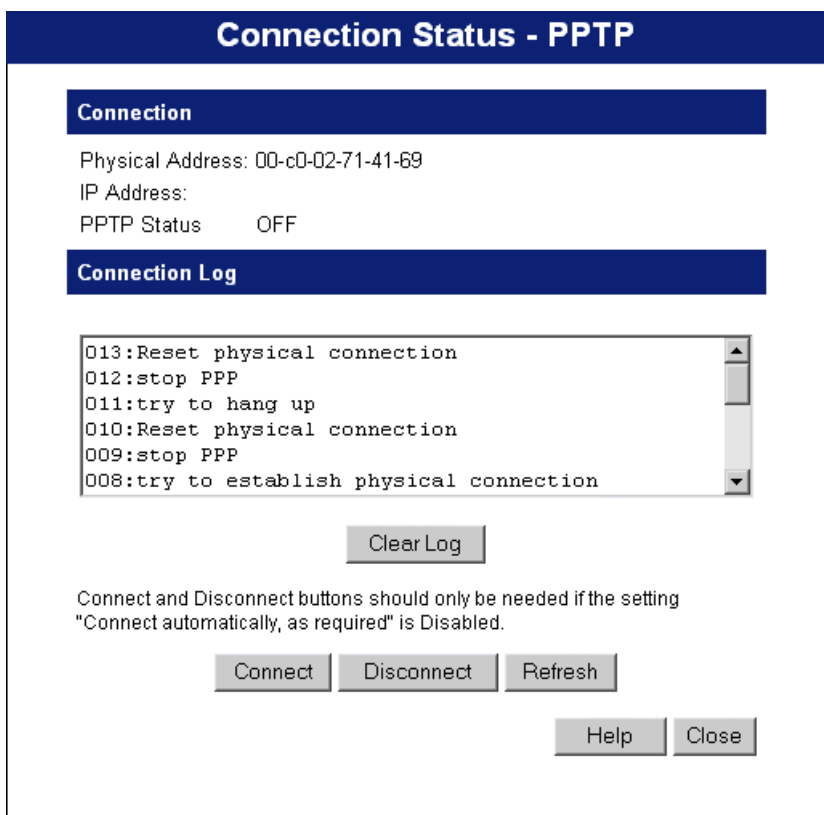 Connection Status - PPTP
Connection
Physical Address: 00-c0-02-71-41-69
IP Address:
PPTP Status OFF
Connection Log
013:Reset physical connection
012:stop PPP
011:try to hang up
010:Reset physical connection
009:stop PPP
008:try to establish physical connection
Clear Log
Connect and Disconnect buttons should only be needed if the setting
"Connect automatically, as required" is Disabled.
Connect Disconnect Refresh
Help Close